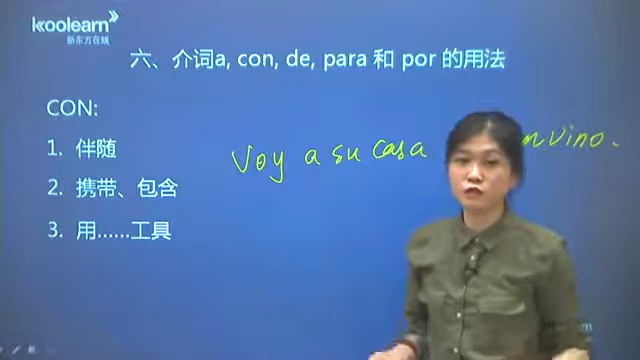 koolearn
新东方在线
六、介词a, con, de, para 和 por 的用法
CON:
1. 伴随
Voy a su casa vino.
2. 携带、包含
3. 用……工具